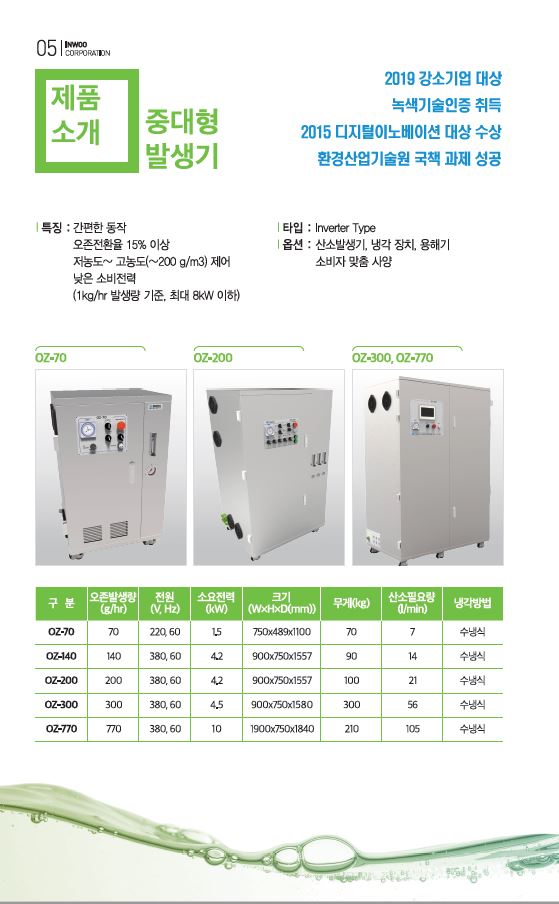 05 INWOO
CORPORATION
제품
소개
중대형
발생기
2019 강소기업 대상
녹색기술인증 취득
2015 디지털이노베이션 대상 수상
환경산업기술원 국책 과제 성공
특징 : 간편한 동작
오존전환율 15% 이상
저농도~ 고농도(~200 g/m3) 제어
낮은 소비전력
(1kg/hr 발생량 기준, 최대 8kW 이하)
타입 : Inverter Type
옵션 : 산소발생기, 냉각 장치, 용해기
소비자 맞춤 사양
OZ-70
OZ-200
OZ-300, OZ-770
구 분 오존발생량 (g/hr) 전원 (V, Hz) 소요전력 (kW) 크기 (W×H×D(mm)) 무게(kg) 산소필요량 (l/min) 냉각방법
OZ-70 70 220, 60 1.5 750x489x1100 70 7 수냉식
OZ-140 140 380, 60 4.2 900x750x1557 90 14 수냉식
OZ-200 200 380, 60 4.2 900x750x1557 100 21 수냉식
OZ-300 300 380, 60 4.5 900x750x1580 300 56 수냉식
OZ-770 770 380, 60 10 1900x750x1840 210 105 수냉식